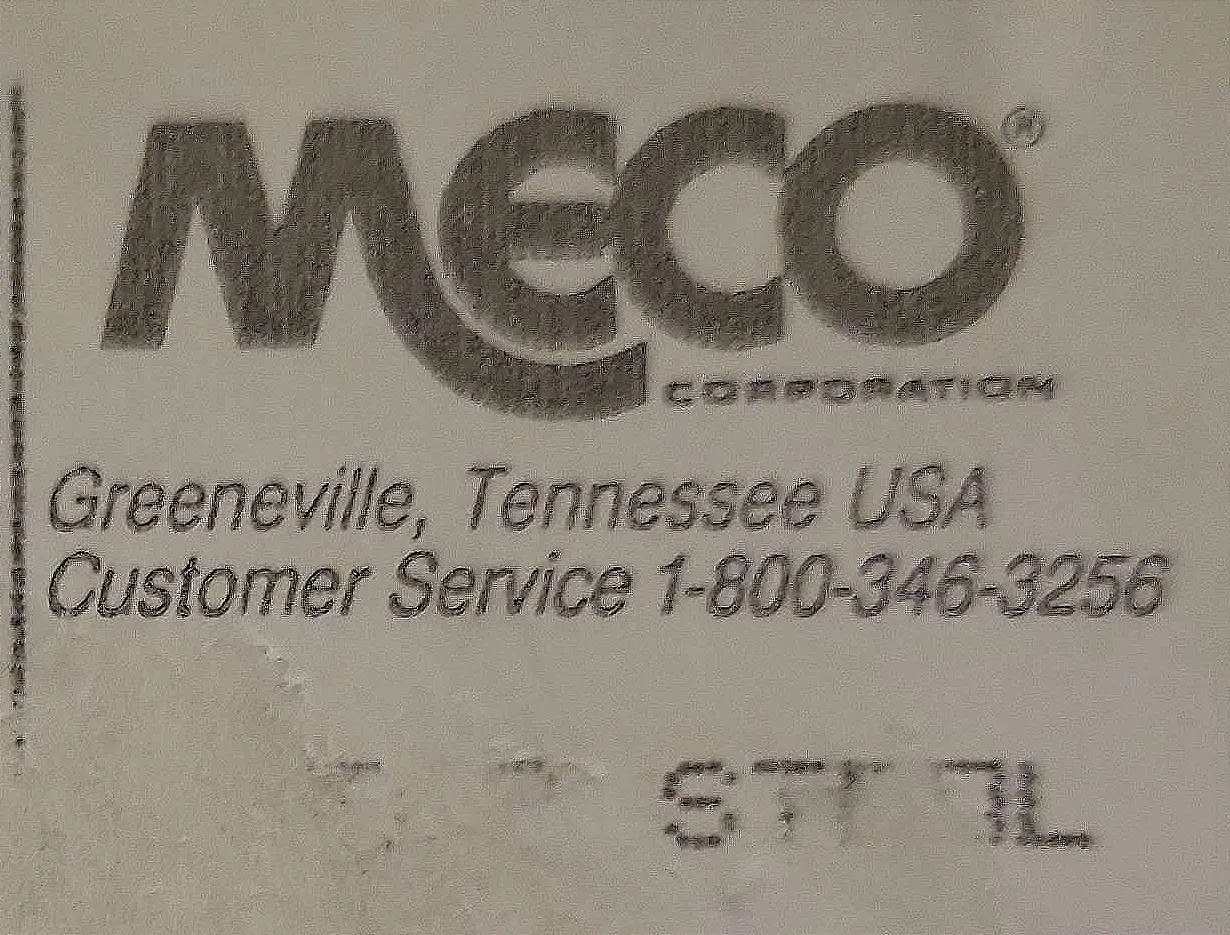 MECO®
CORPORATION
Greeneville, Tennessee USA
Customer Service 1-800-346-3256